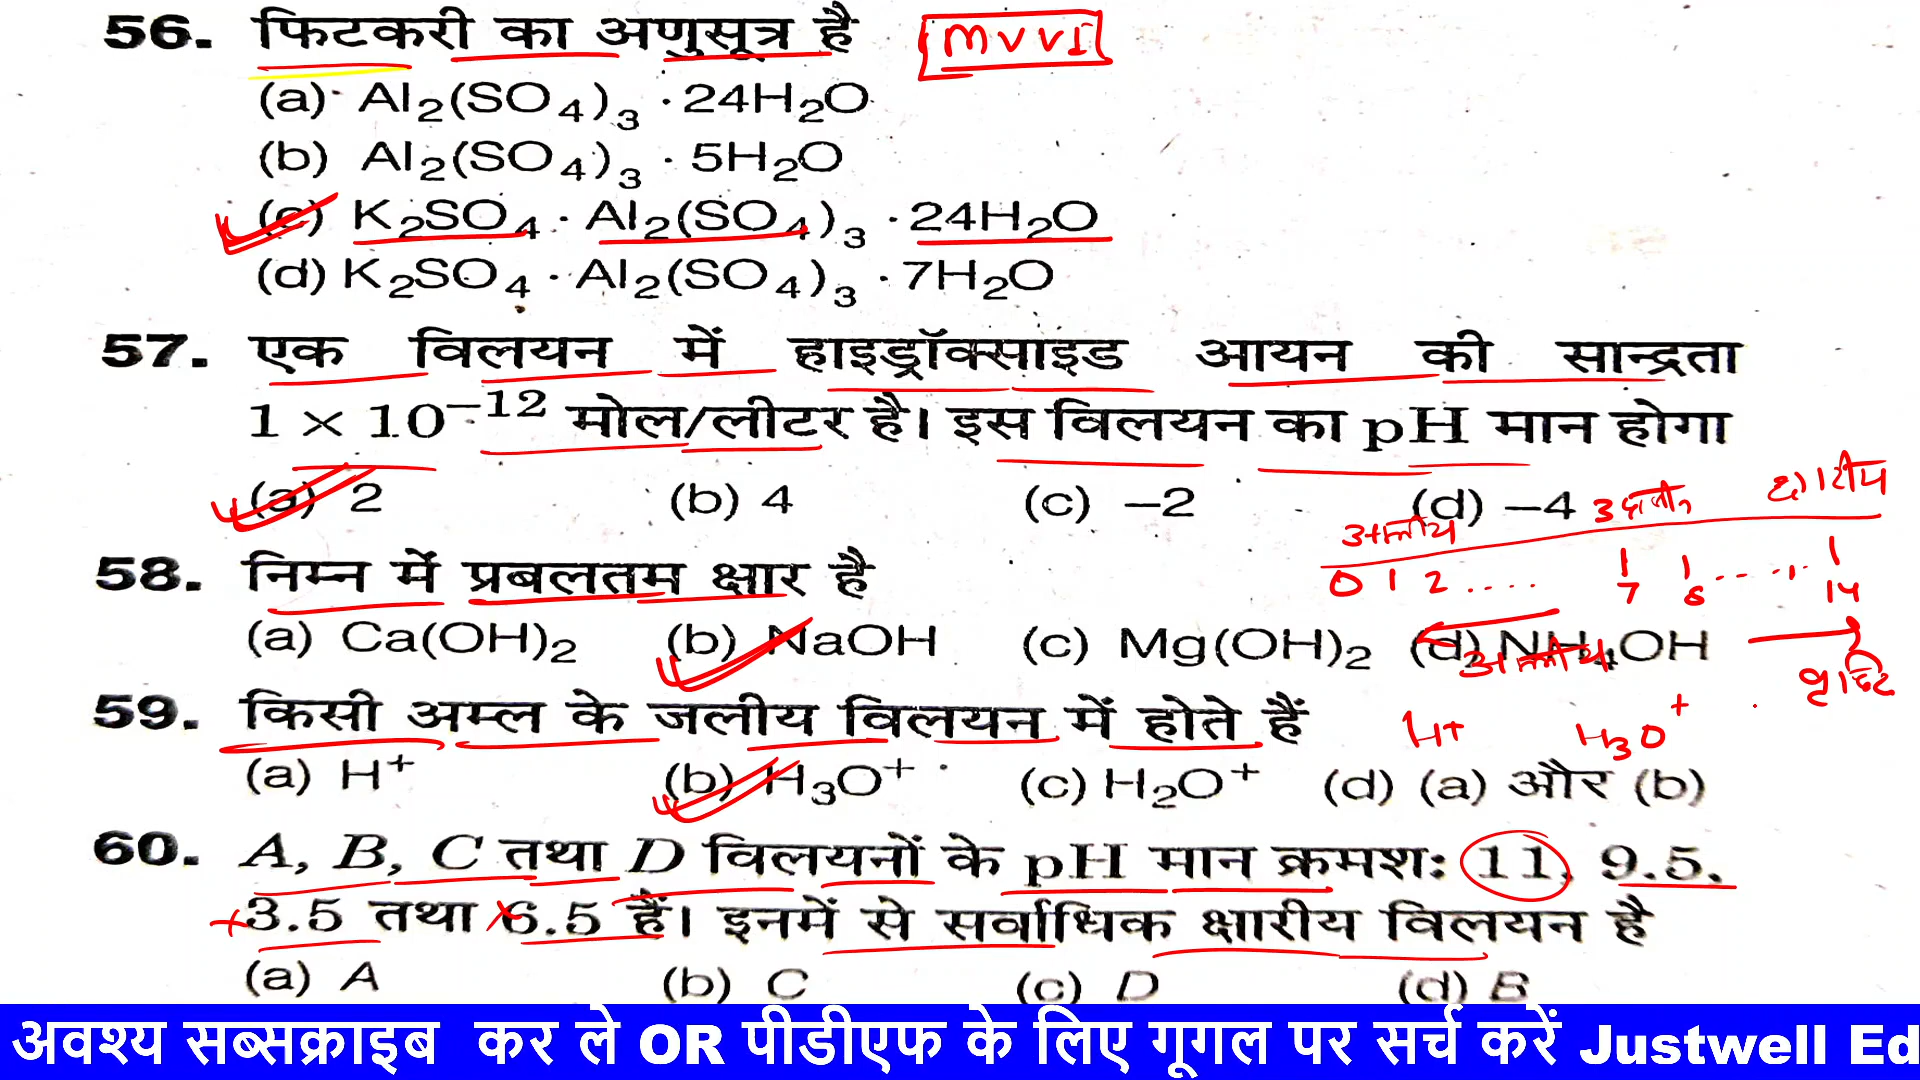 56. फिटकरी का अणुसूत्र है MVVI
(a) Al₂(SO₄)₃ · 24H₂O
(b) Al₂(SO₄)₃ · 5H₂O
(c) K₂SO₄ · Al₂(SO₄)₃ · 24H₂O
(d) K₂SO₄ · Al₂(SO₄)₃ · 7H₂O
57. एक विलयन में हाइड्रॉक्साइड आयन की सान्द्रता
1 × 10⁻¹² मोल/लीटर है। इस विलयन का pH मान होगा
(a) 2 (b) 4 (c) –2 (d) –4
अम्लीय उदासीन क्षारीय
0 1 2 .... 7 8 ---- 14
58. निम्न में प्रबलतम क्षार है
(a) Ca(OH)₂ (b) NaOH (c) Mg(OH)₂ (d) NH₄OH
अम्लीय वृद्धि
59. किसी अम्ल के जलीय विलयन में होते हैं H+ H₃O⁺
(a) H⁺ (b) H₃O⁺ (c) H₂O⁺ (d) (a) और (b)
60. A, B, C तथा D विलयनों के pH मान क्रमशः 11, 9.5,
3.5 तथा 6.5 हैं। इनमें से सर्वाधिक क्षारीय विलयन है
(a) A (b) C (c) D (d) B
अवश्य सब्सक्राइब कर ले OR पीडीएफ के लिए गूगल पर सर्च करें Justwell Ed